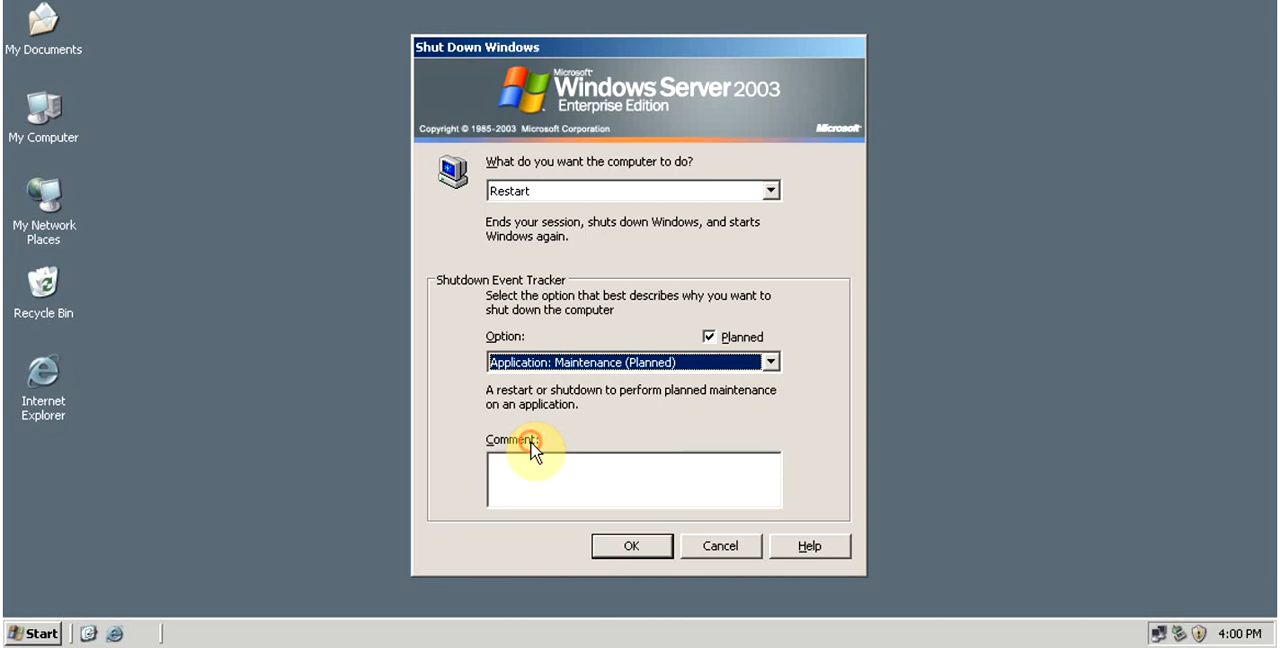 My Documents
My Computer
My Network
Places
Recycle Bin
Internet
Explorer
Shut Down Windows
Microsoft
Windows Server 2003
Enterprise Edition
Copyright © 1985-2003 Microsoft Corporation
Microsoft
What do you want the computer to do?
Restart
Ends your session, shuts down Windows, and starts
Windows again.
Shutdown Event Tracker
Select the option that best describes why you want to
shut down the computer
Option:
Planned
Application: Maintenance (Planned)
A restart or shutdown to perform planned maintenance
on an application.
Comment:
OK
Cancel
Help
Start
4:00 PM